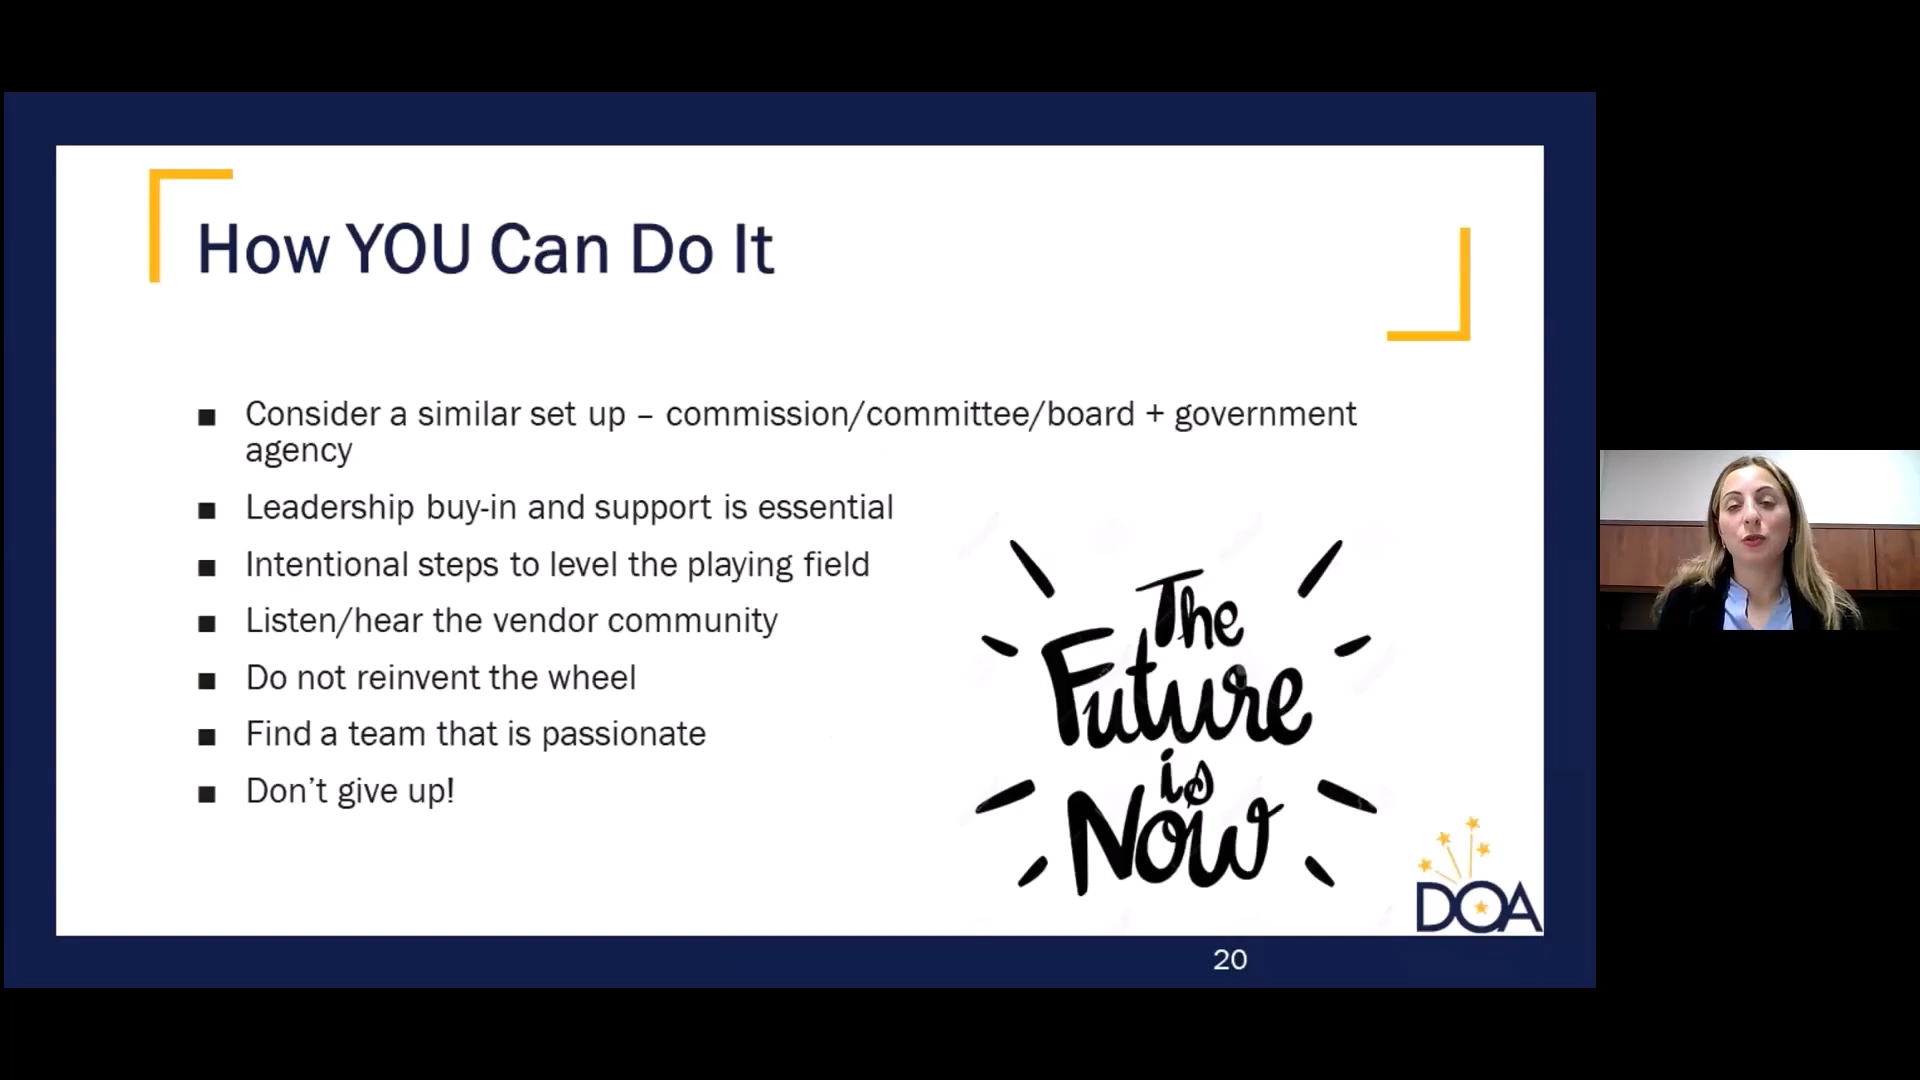 How YOU Can Do It
■ Consider a similar set up – commission/committee/board + government
agency
■ Leadership buy-in and support is essential
■ Intentional steps to level the playing field
■ Listen/hear the vendor community
■ Do not reinvent the wheel
■ Find a team that is passionate
■ Don’t give up!
The
Future
is
Now
DOA
20